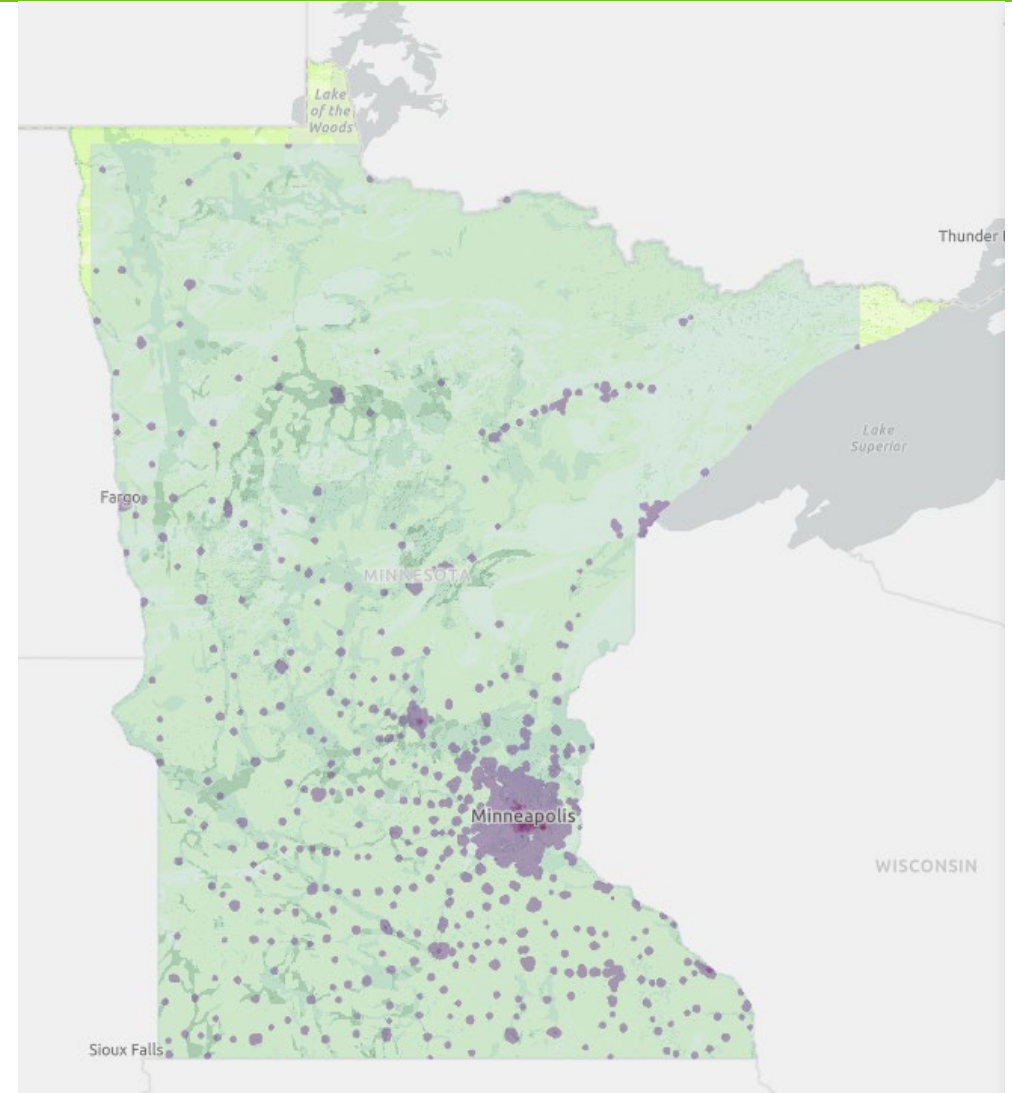 Lake
of the
Woods
Thunder
Lake
Superior
Fargo
MINNESOTA
Minneapolis
WISCONSIN
Sioux Falls